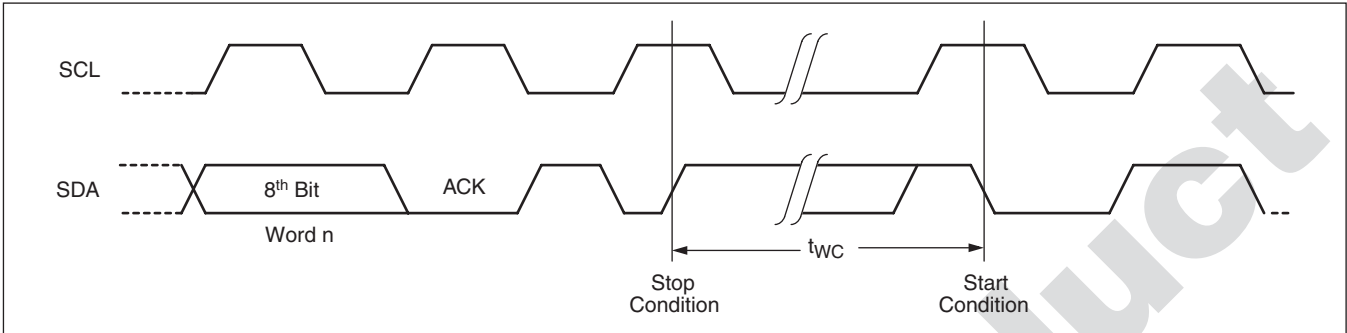 SCL
SDA
8th Bit
ACK
Word n
tWC
Stop
Condition
Start
Condition